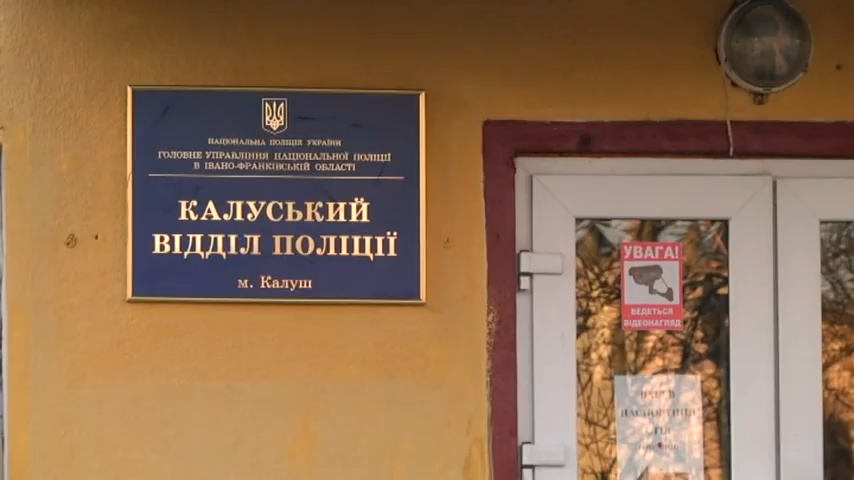 НАЦІОНАЛЬНА ПОЛІЦІЯ УКРАЇНИ
ГОЛОВНЕ УПРАВЛІННЯ НАЦІОНАЛЬНОЇ ПОЛІЦІЇ
В ІВАНО-ФРАНКІВСЬКІЙ ОБЛАСТІ
КАЛУСЬКИЙ
ВІДДІЛ ПОЛІЦІЇ
м. Калуш
УВАГА!
ВЕДЕТЬСЯ
ВІДЕОНАГЛЯД